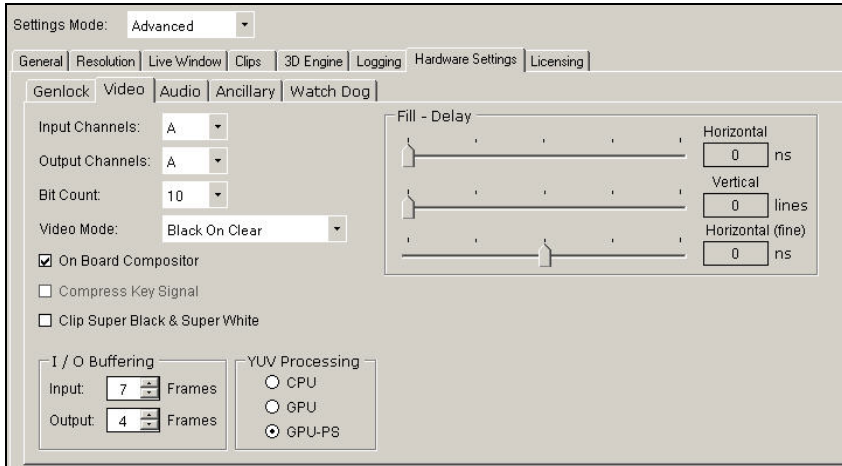 Settings Mode: Advanced
General Resolution Live Window Clips 3D Engine Logging Hardware Settings Licensing
Genlock Video Audio Ancillary Watch Dog
Input Channels: A
Output Channels: A
Bit Count: 10
Video Mode: Black On Clear
On Board Compositor
Compress Key Signal
Clip Super Black & Super White
I / O Buffering
Input: 7 Frames
Output: 4 Frames
YUV Processing
CPU
GPU
GPU-PS
Fill - Delay
Horizontal
0 ns
Vertical
0 lines
Horizontal (fine)
0 ns